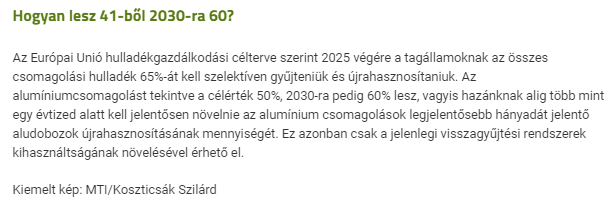 Hogyan lesz 41-ből 2030-ra 60?
Az Európai Unió hulladékgazdálkodási célterve szerint 2025 végére a tagállamoknak az összes
csomagolási hulladék 65%-át kell szelektíven gyűjteniük és újrahasznosítaniuk. Az
alumíniumcsomagolást tekintve a célérték 50%, 2030-ra pedig 60% lesz, vagyis hazánknak alig több mint
egy évtized alatt kell jelentősen növelnie az alumínium csomagolások legjelentősebb hányadát jelentő
aludobozok újrahasznosításának mennyiségét. Ez azonban csak a jelenlegi visszagyűjtési rendszerek
kihasználtságának növelésével érhető el.
Kiemelt kép: MTI/Koszticsák Szilárd